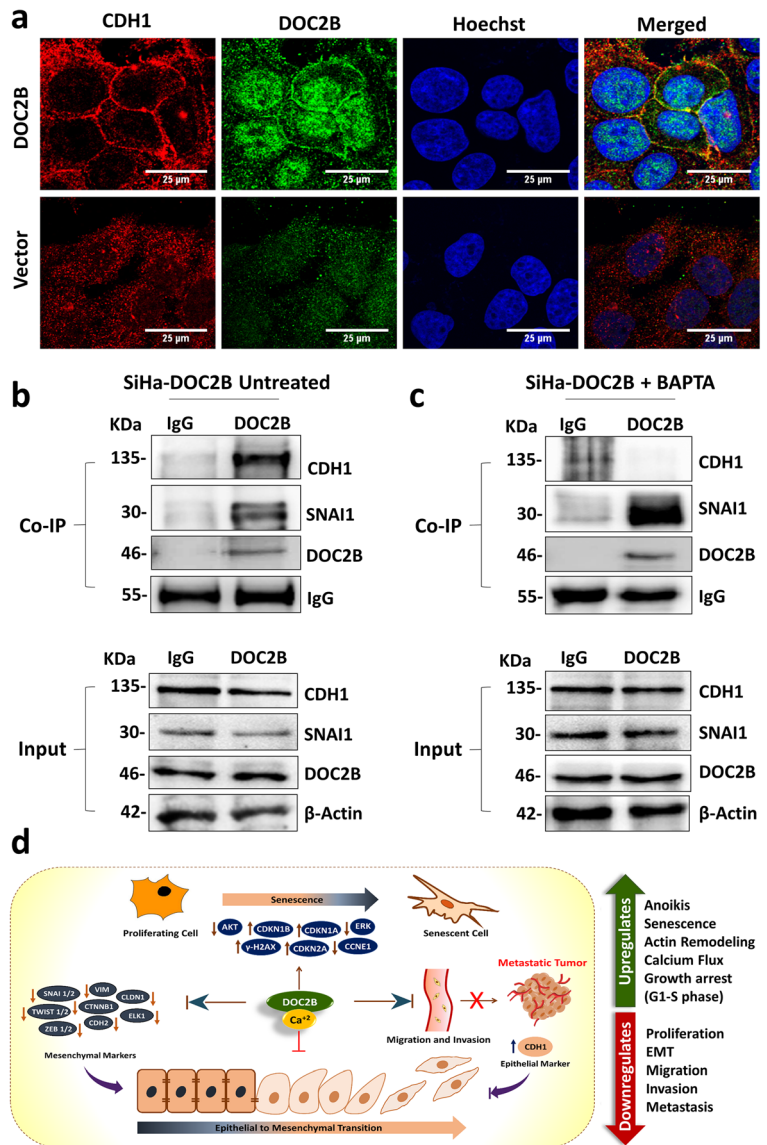 a
CDH1 DOC2B Hoechst Merged
DOC2B
25 µm 25 µm 25 µm 25 µm
Vector
25 µm 25 µm 25 µm 25 µm
b
SiHa-DOC2B Untreated
KDa IgG DOC2B
Co-IP
135- CDH1
30- SNAI1
46- DOC2B
55- IgG
KDa IgG DOC2B
Input
135- CDH1
30- SNAI1
46- DOC2B
42- β-Actin
c
SiHa-DOC2B + BAPTA
KDa IgG DOC2B
Co-IP
135- CDH1
30- SNAI1
46- DOC2B
55- IgG
KDa IgG DOC2B
Input
135- CDH1
30- SNAI1
46- DOC2B
42- β-Actin
d
Proliferating Cell
Senescence
Senescent Cell
AKT CDKN1B CDKN1A ERK
γ-H2AX CDKN2A CCNE1
SNAI 1/2 VIM CLDN1
TWIST 1/2 CTNNB1 ELK1
ZEB 1/2 CDH2
Mesenchymal Markers
DOC2B
Ca+2
Migration and Invasion
X
Metastatic Tumor
CDH1
Epithelial Marker
Epithelial to Mesenchymal Transition
Upregulates
Anoikis
Senescence
Actin Remodeling
Calcium Flux
Growth arrest
(G1-S phase)
Downregulates
Proliferation
EMT
Migration
Invasion
Metastasis